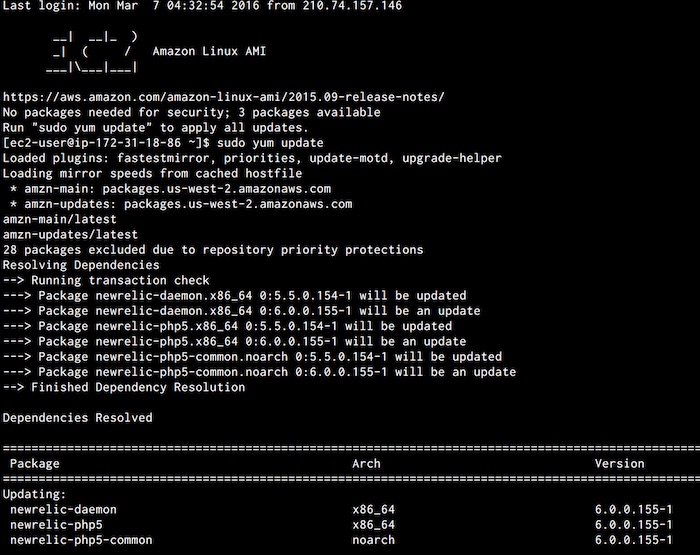 Last login: Mon Mar  7 04:32:54 2016 from 210.74.157.146
       __|  __|_  )
       _|  (     /   Amazon Linux AMI
      ___|\___|___|
https://aws.amazon.com/amazon-linux-ami/2015.09-release-notes/
No packages needed for security; 3 packages available
Run "sudo yum update" to apply all updates.
[ec2-user@ip-172-31-18-86 ~]$ sudo yum update
Loaded plugins: fastestmirror, priorities, update-motd, upgrade-helper
Loading mirror speeds from cached hostfile
 * amzn-main: packages.us-west-2.amazonaws.com
 * amzn-updates: packages.us-west-2.amazonaws.com
amzn-main/latest
amzn-updates/latest
28 packages excluded due to repository priority protections
Resolving Dependencies
--> Running transaction check
---> Package newrelic-daemon.x86_64 0:5.5.0.154-1 will be updated
---> Package newrelic-daemon.x86_64 0:6.0.0.155-1 will be an update
---> Package newrelic-php5.x86_64 0:5.5.0.154-1 will be updated
---> Package newrelic-php5.x86_64 0:6.0.0.155-1 will be an update
---> Package newrelic-php5-common.noarch 0:5.5.0.154-1 will be updated
---> Package newrelic-php5-common.noarch 0:6.0.0.155-1 will be an update
--> Finished Dependency Resolution
Dependencies Resolved
================================================================================
 Package                                         Arch                              Version
================================================================================
Updating:
 newrelic-daemon                                 x86_64                            6.0.0.155-1
 newrelic-php5                                   x86_64                            6.0.0.155-1
 newrelic-php5-common                            noarch                            6.0.0.155-1